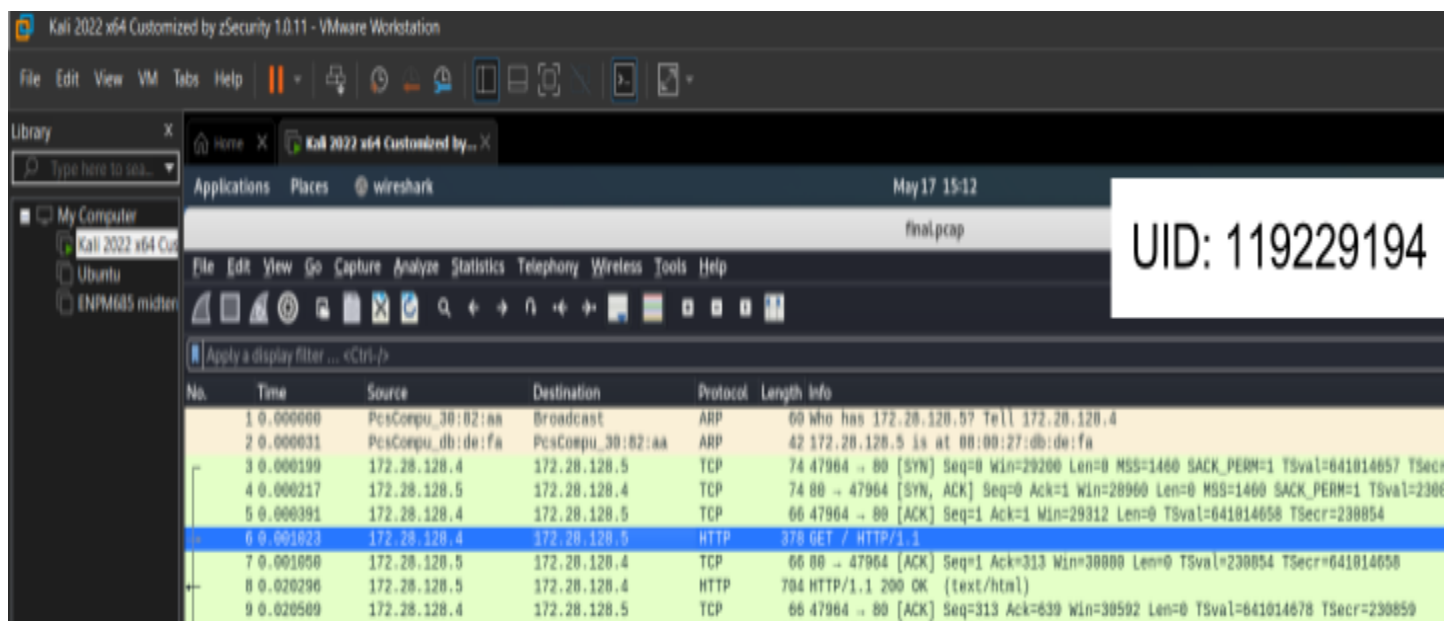 Kali 2022 x64 Customized by zSecurity 1.0.11 - VMware Workstation
File Edit View VM Tabs Help
Library X
Home X Kali 2022 x64 Customized by... X
Type here to sea...
Applications Places wireshark May 17 15:12
My Computer
final.pcap
UID: 119229194
Kali 2022 x64 Cus
File Edit View Go Capture Analyze Statistics Telephony Wireless Tools Help
Ubuntu
ENPM685 midter
Apply a display filter ... <Ctrl-/>
No. Time Source Destination Protocol Length Info
1 0.000000 PcsCompu_30:82:aa Broadcast ARP 60 Who has 172.28.128.5? Tell 172.28.128.4
2 0.000031 PcsCompu_db:de:fa PcsCompu_30:82:aa ARP 42 172.28.128.5 is at 08:00:27:db:de:fa
3 0.000199 172.28.128.4 172.28.128.5 TCP 74 47964 → 80 [SYN] Seq=0 Win=29200 Len=0 MSS=1460 SACK_PERM=1 TSval=641014657 TSecr
4 0.000217 172.28.128.5 172.28.128.4 TCP 74 80 → 47964 [SYN, ACK] Seq=0 Ack=1 Win=28960 Len=0 MSS=1460 SACK_PERM=1 TSval=2308
5 0.000391 172.28.128.4 172.28.128.5 TCP 66 47964 → 80 [ACK] Seq=1 Ack=1 Win=29312 Len=0 TSval=641014658 TSecr=230854
6 0.001023 172.28.128.4 172.28.128.5 HTTP 378 GET / HTTP/1.1
7 0.001050 172.28.128.5 172.28.128.4 TCP 66 80 → 47964 [ACK] Seq=1 Ack=313 Win=30080 Len=0 TSval=230854 TSecr=641014658
8 0.020296 172.28.128.5 172.28.128.4 HTTP 704 HTTP/1.1 200 OK (text/html)
9 0.020509 172.28.128.4 172.28.128.5 TCP 66 47964 → 80 [ACK] Seq=313 Ack=639 Win=30592 Len=0 TSval=641014678 TSecr=230859